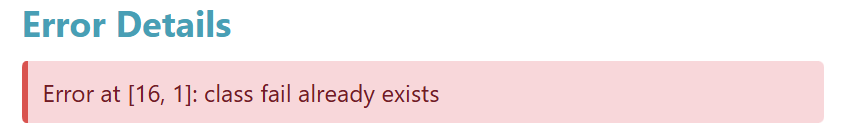 Error Details
Error at [16, 1]: class fail already exists